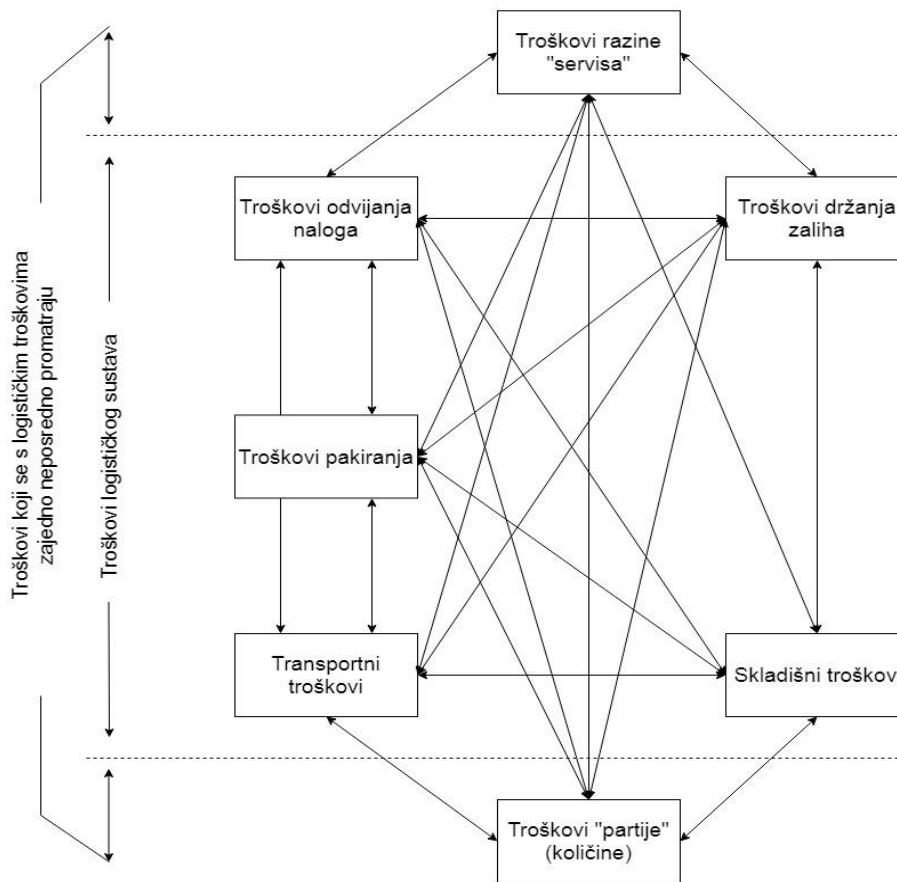 Troškovi razine
"servisa"
Troškovi odvijanja
naloga
Troškovi držanja
zaliha
Troškovi koji se s logističkim troškovima
zajedno neposredno promatraju
Troškovi logističkog sustava
Troškovi pakiranja
Transportni
troškovi
Skladišni troškov
Troškovi "partije"
(količine)